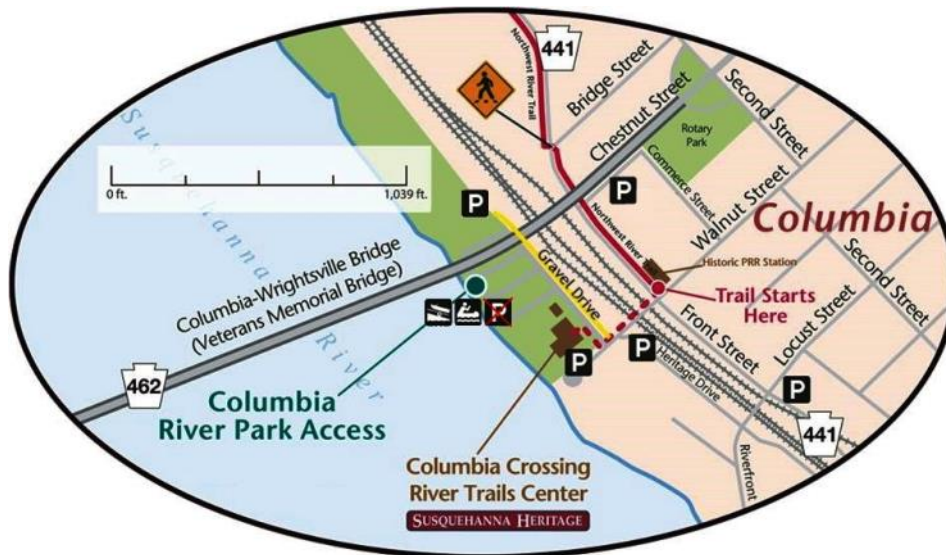 441
Northwest River Trail
Bridge Street
Chestnut Street
Second Street
Rotary
Park
Commerce Street
Walnut Street
Columbia
Second Street
Susquehanna River
0 ft.
1,039 ft.
P
P
Northwest River
Historic PRR Station
Trail Starts
Here
Gravel Drive
Columbia-Wrightsville Bridge
(Veterans Memorial Bridge)
P
462
Columbia
River Park Access
P
P
Front Street
Heritage Drive
Locust Street
P
441
Riverfront
Columbia Crossing
River Trails Center
SUSQUEHANNA HERITAGE